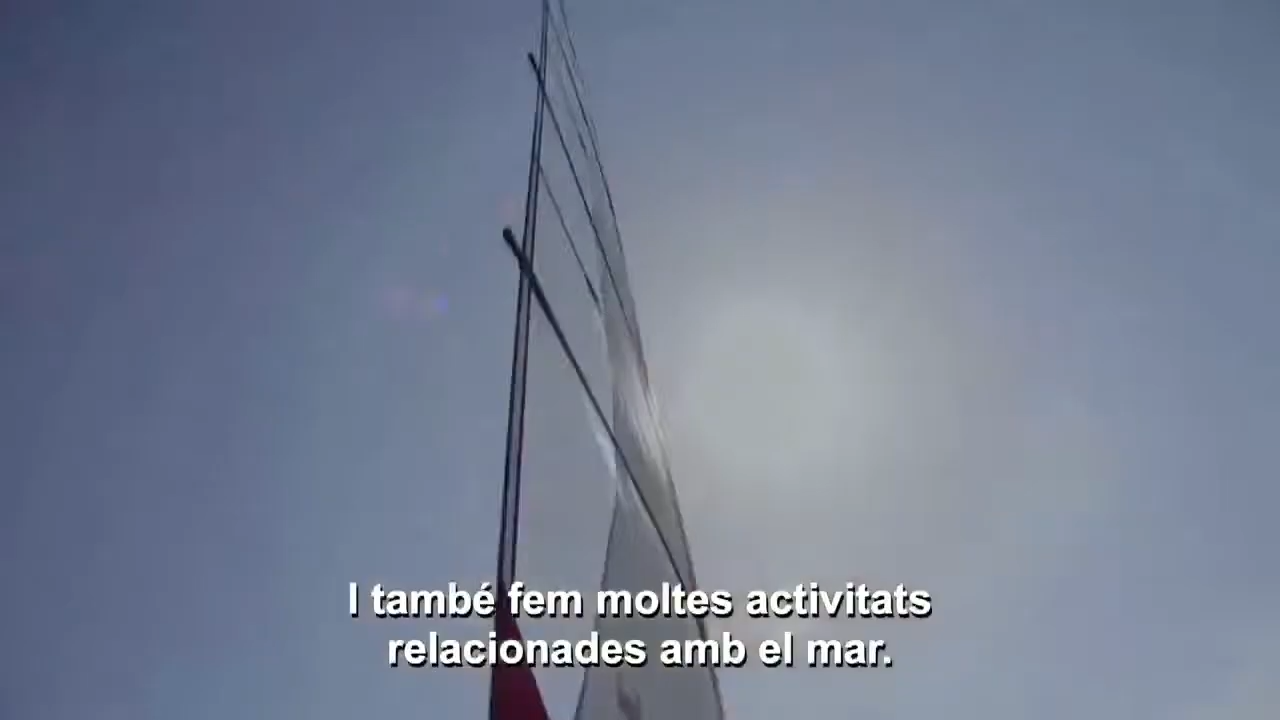 I també fem moltes activitats
relacionades amb el mar.